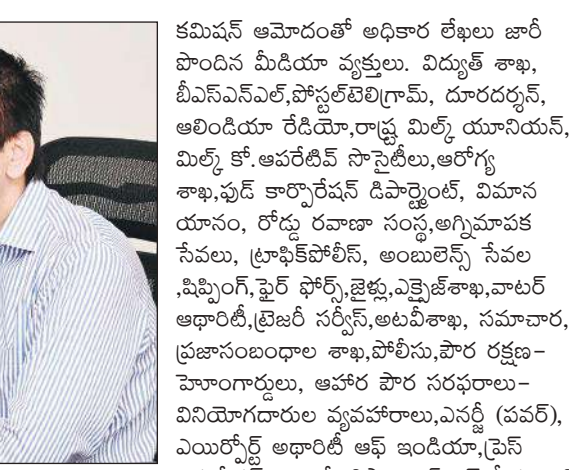 కమిషన్ ఆమోదంతో అధికార లేఖలు జారీ
పొందిన మీడియా వ్యక్తులు. విద్యుత్ శాఖ,
బీఎస్ఎన్ఎల్,పోస్టల్‌టెలిగ్రామ్, దూరదర్శన్,
ఆలిండియా రేడియో,రాష్ట్ర మిల్క్ యూనియన్,
మిల్క్ కో.ఆపరేటివ్ సొసైటీలు,ఆరోగ్య
శాఖ,ఫుడ్ కార్పొరేషన్ డిపార్ట్మెంట్, విమాన
యానం, రోడ్డు రవాణా సంస్థ,అగ్నిమాపక
సేవలు, ట్రాఫిక్‌పోలీస్, అంబులెన్స్ సేవల
,షిప్పింగ్,ఫైర్ ఫోర్స్,జైళ్లు,ఎక్సైజ్‌శాఖ,వాటర్
ఆథారిటీ,ట్రెజరీ సర్వీస్,అటవీశాఖ, సమాచార,
ప్రజాసంబంధాల శాఖ,పోలీసు,పౌర రక్షణ-
హెూంగార్డులు, ఆహార పౌర సరఫరాలు-
వినియోగదారుల వ్యవహారాలు,ఎనర్జీ (పవర్),
ఎయిర్పోర్ట్ అథారిటీ ఆఫ్ ఇండియా,ప్రెస్